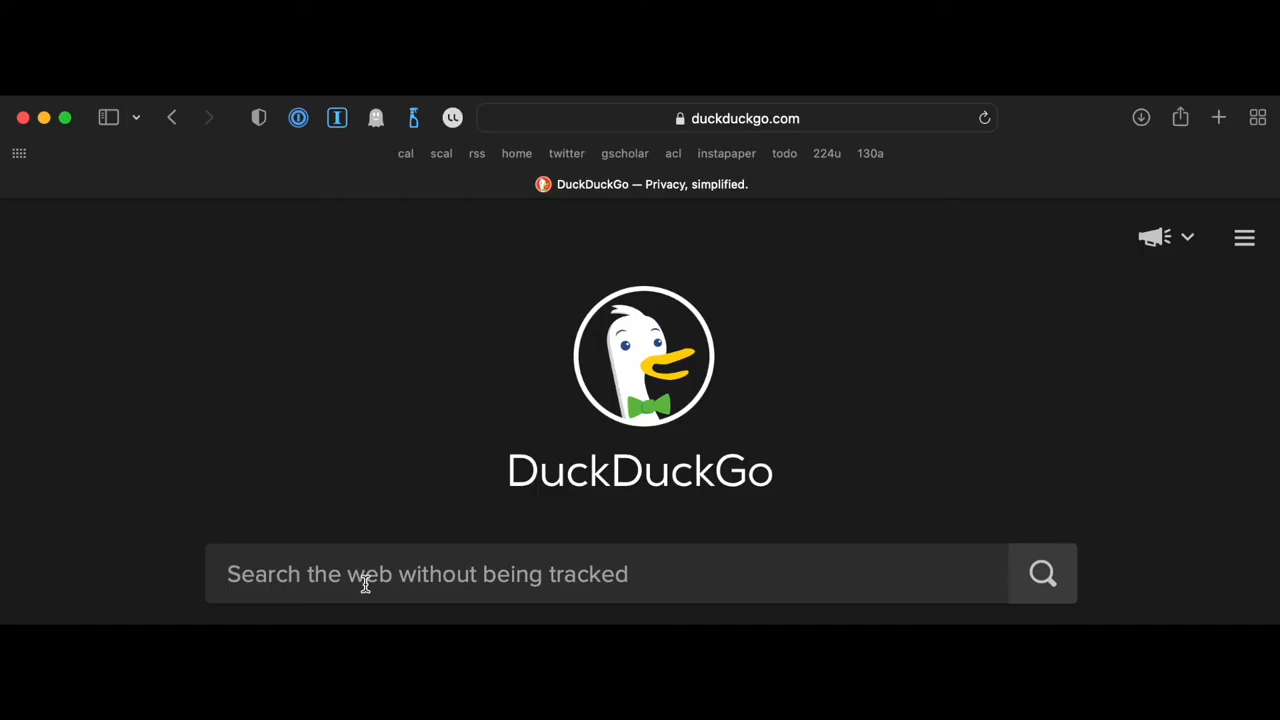 duckduckgo.com
cal scal rss home twitter gscholar acl instapaper todo 224u 130a
DuckDuckGo — Privacy, simplified.
DuckDuckGo
Search the web without being tracked